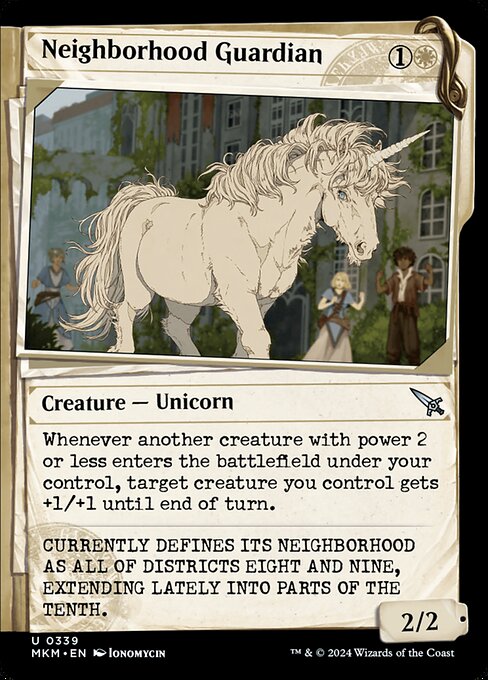 Neighborhood Guardian
1
Creature — Unicorn
Whenever another creature with power 2
or less enters the battlefield under your
control, target creature you control gets
+1/+1 until end of turn.
CURRENTLY DEFINES ITS NEIGHBORHOOD
AS ALL OF DISTRICTS EIGHT AND NINE,
EXTENDING LATELY INTO PARTS OF THE
TENTH.
2/2
U 0339
MKM • EN Ionomycin
™ & © 2024 Wizards of the Coast